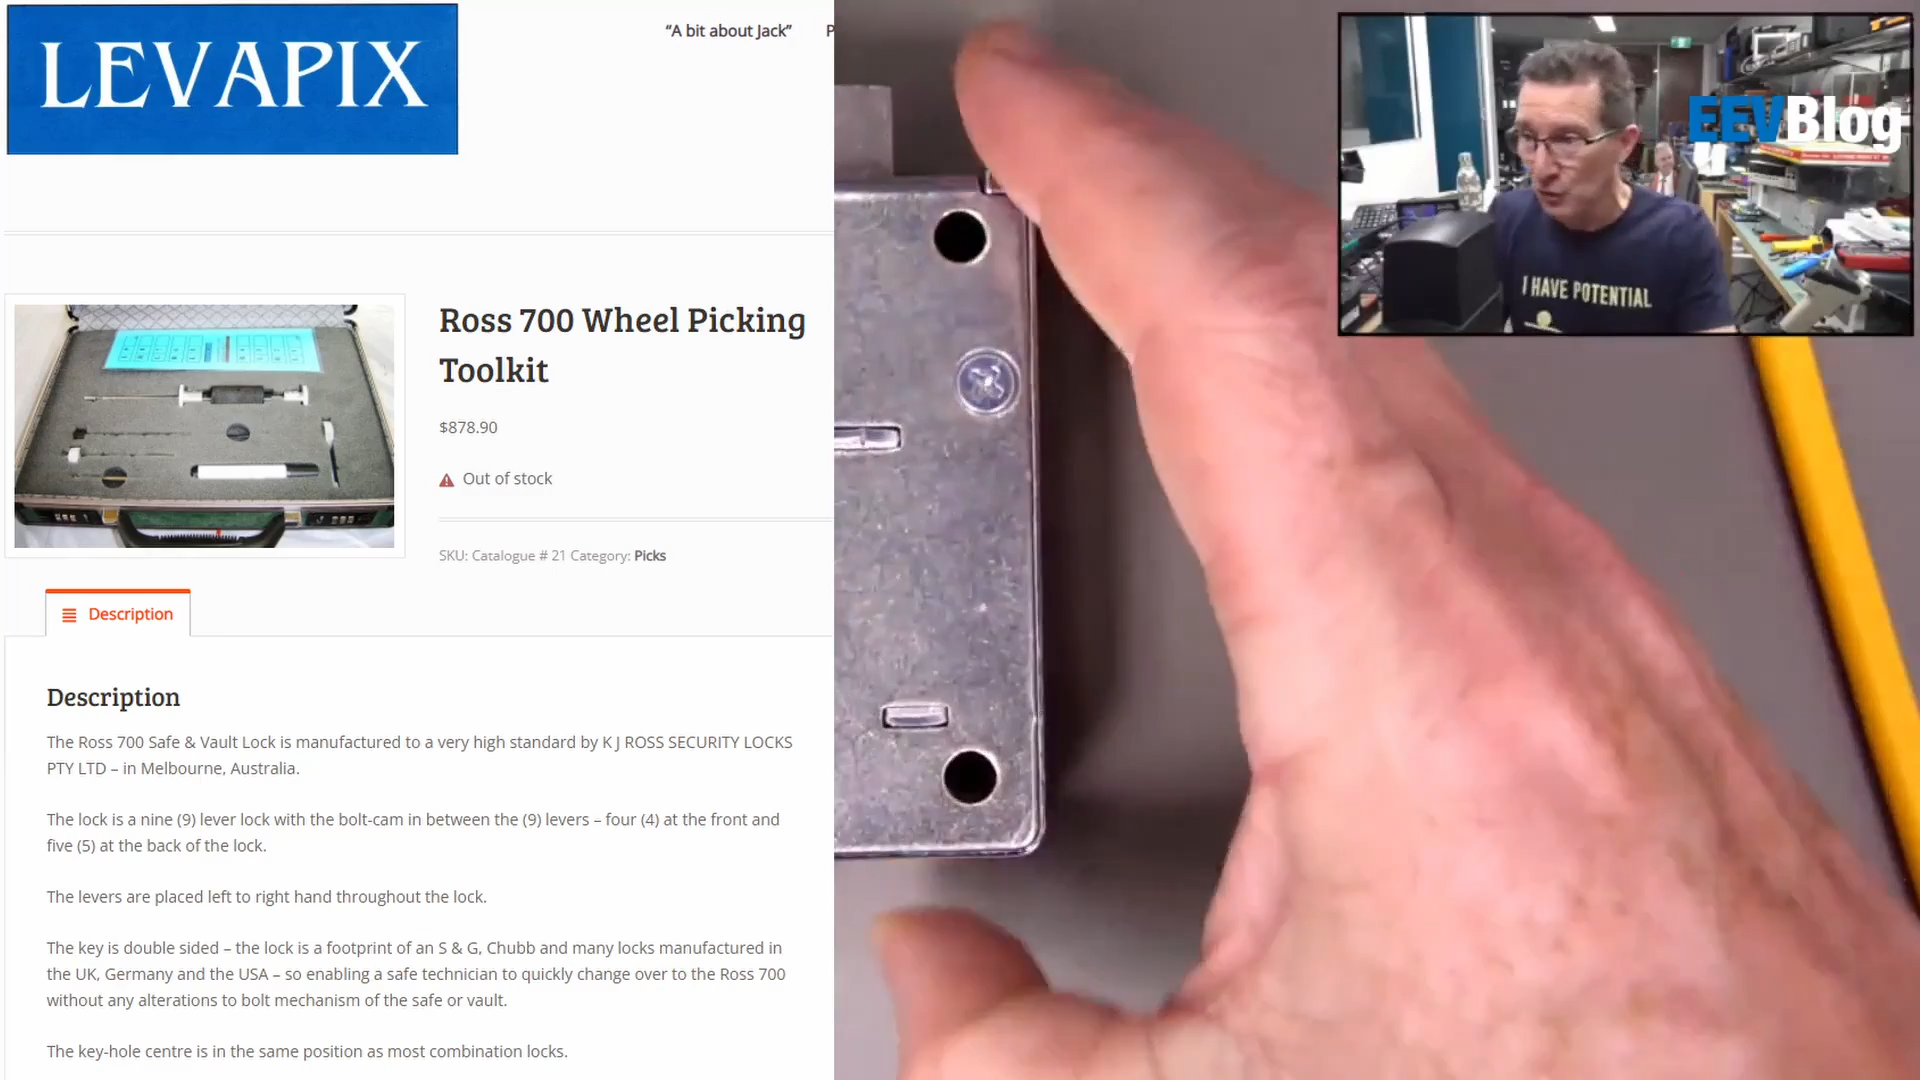 LEVAPIX
“A bit about Jack”
P
EEVBlog
I HAVE POTENTIAL
Ross 700 Wheel Picking
Toolkit
$878.90
Out of stock
SKU: Catalogue # 21 Category: Picks
Description
Description
The Ross 700 Safe & Vault Lock is manufactured to a very high standard by K J ROSS SECURITY LOCKS
PTY LTD – in Melbourne, Australia.
The lock is a nine (9) lever lock with the bolt-cam in between the (9) levers – four (4) at the front and
five (5) at the back of the lock.
The levers are placed left to right hand throughout the lock.
The key is double sided – the lock is a footprint of an S & G, Chubb and many locks manufactured in
the UK, Germany and the USA – so enabling a safe technician to quickly change over to the Ross 700
without any alterations to bolt mechanism of the safe or vault.
The key-hole centre is in the same position as most combination locks.